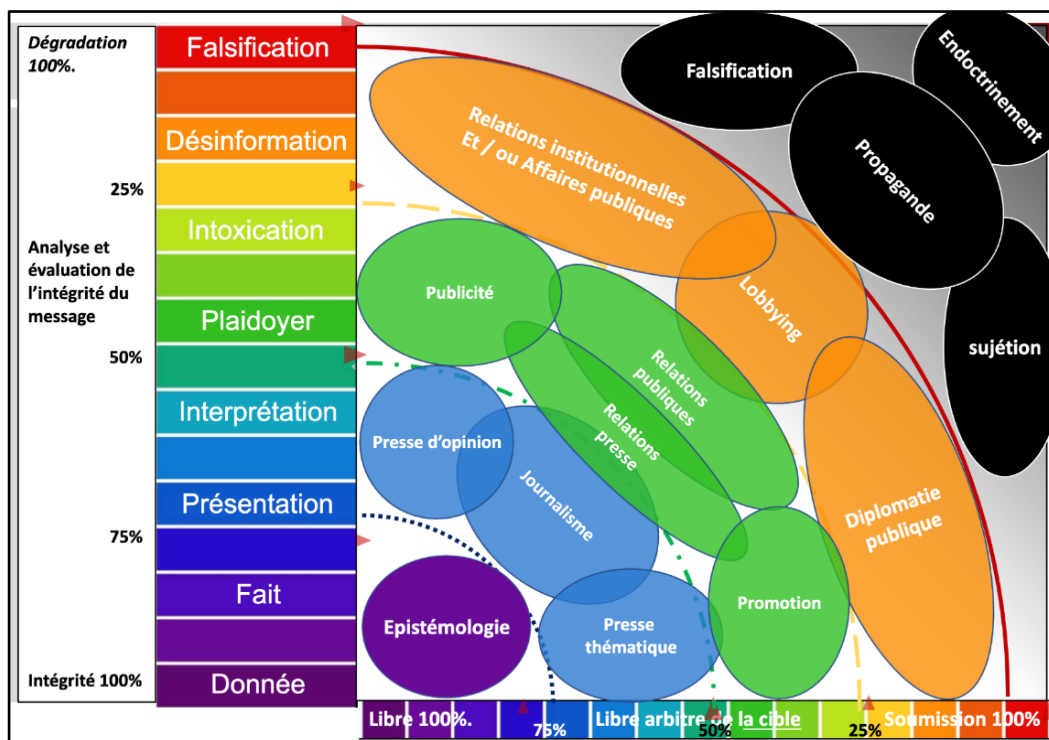 Dégradation
100%.
25%
Analyse et
évaluation de
l'intégrité du
message
50%
75%
Intégrité 100%
Falsification
Désinformation
Intoxication
Plaidoyer
Interprétation
Présentation
Fait
Donnée
Falsification
Endoctrinement
Propagande
sujétion
Relations institutionnelles
Et / ou Affaires publiques
Lobbying
Diplomatie
publique
Publicité
Relations
publiques
Relations
presse
Promotion
Presse d'opinion
Journalisme
Presse
thématique
Epistémologie
Libre 100%.
75%
Libre arbitre de la cible
50%
25%
Soumission 100%